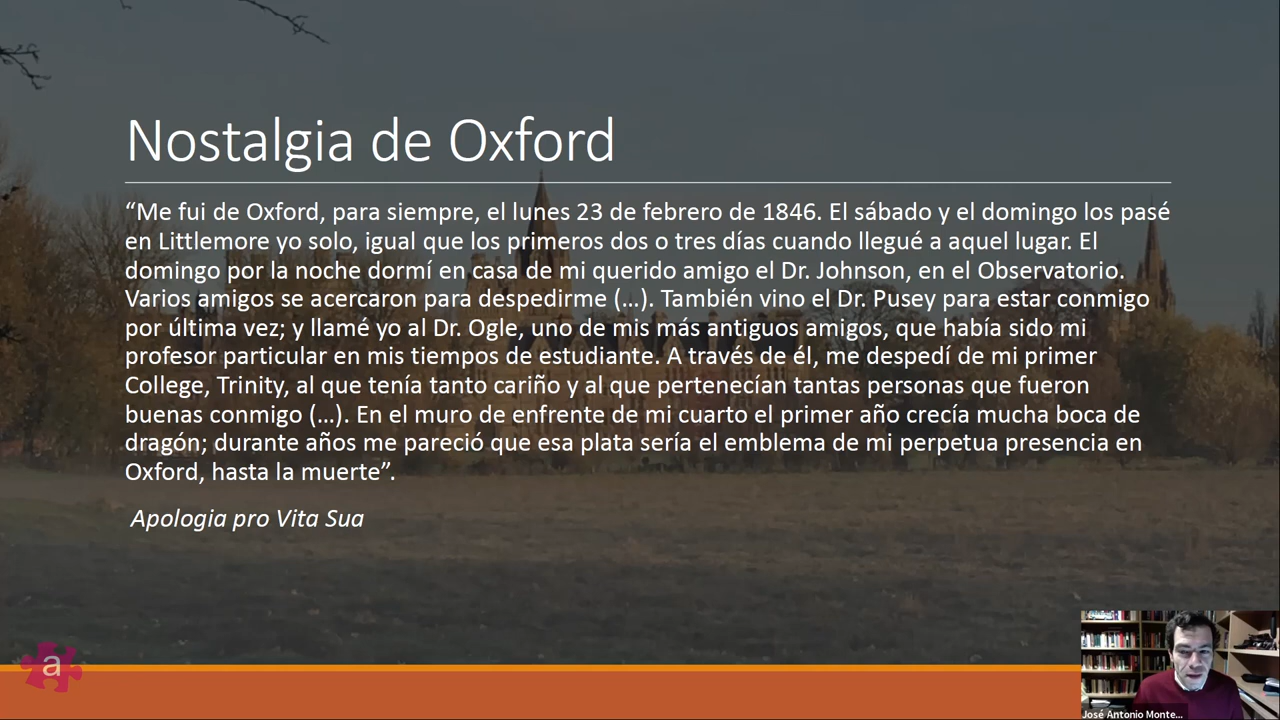 Nostalgia de Oxford
“Me fui de Oxford, para siempre, el lunes 23 de febrero de 1846. El sábado y el domingo los pasé
en Littlemore yo solo, igual que los primeros dos o tres días cuando llegué a aquel lugar. El
domingo por la noche dormí en casa de mi querido amigo el Dr. Johnson, en el Observatorio.
Varios amigos se acercaron para despedirme (…). También vino el Dr. Pusey para estar conmigo
por última vez; y llamé yo al Dr. Ogle, uno de mis más antiguos amigos, que había sido mi
profesor particular en mis tiempos de estudiante. A través de él, me despedí de mi primer
College, Trinity, al que tenía tanto cariño y al que pertenecían tantas personas que fueron
buenas conmigo (…). En el muro de enfrente de mi cuarto el primer año crecía mucha boca de
dragón; durante años me pareció que esa plata sería el emblema de mi perpetua presencia en
Oxford, hasta la muerte”.
Apologia pro Vita Sua
a
José Antonio Monte...